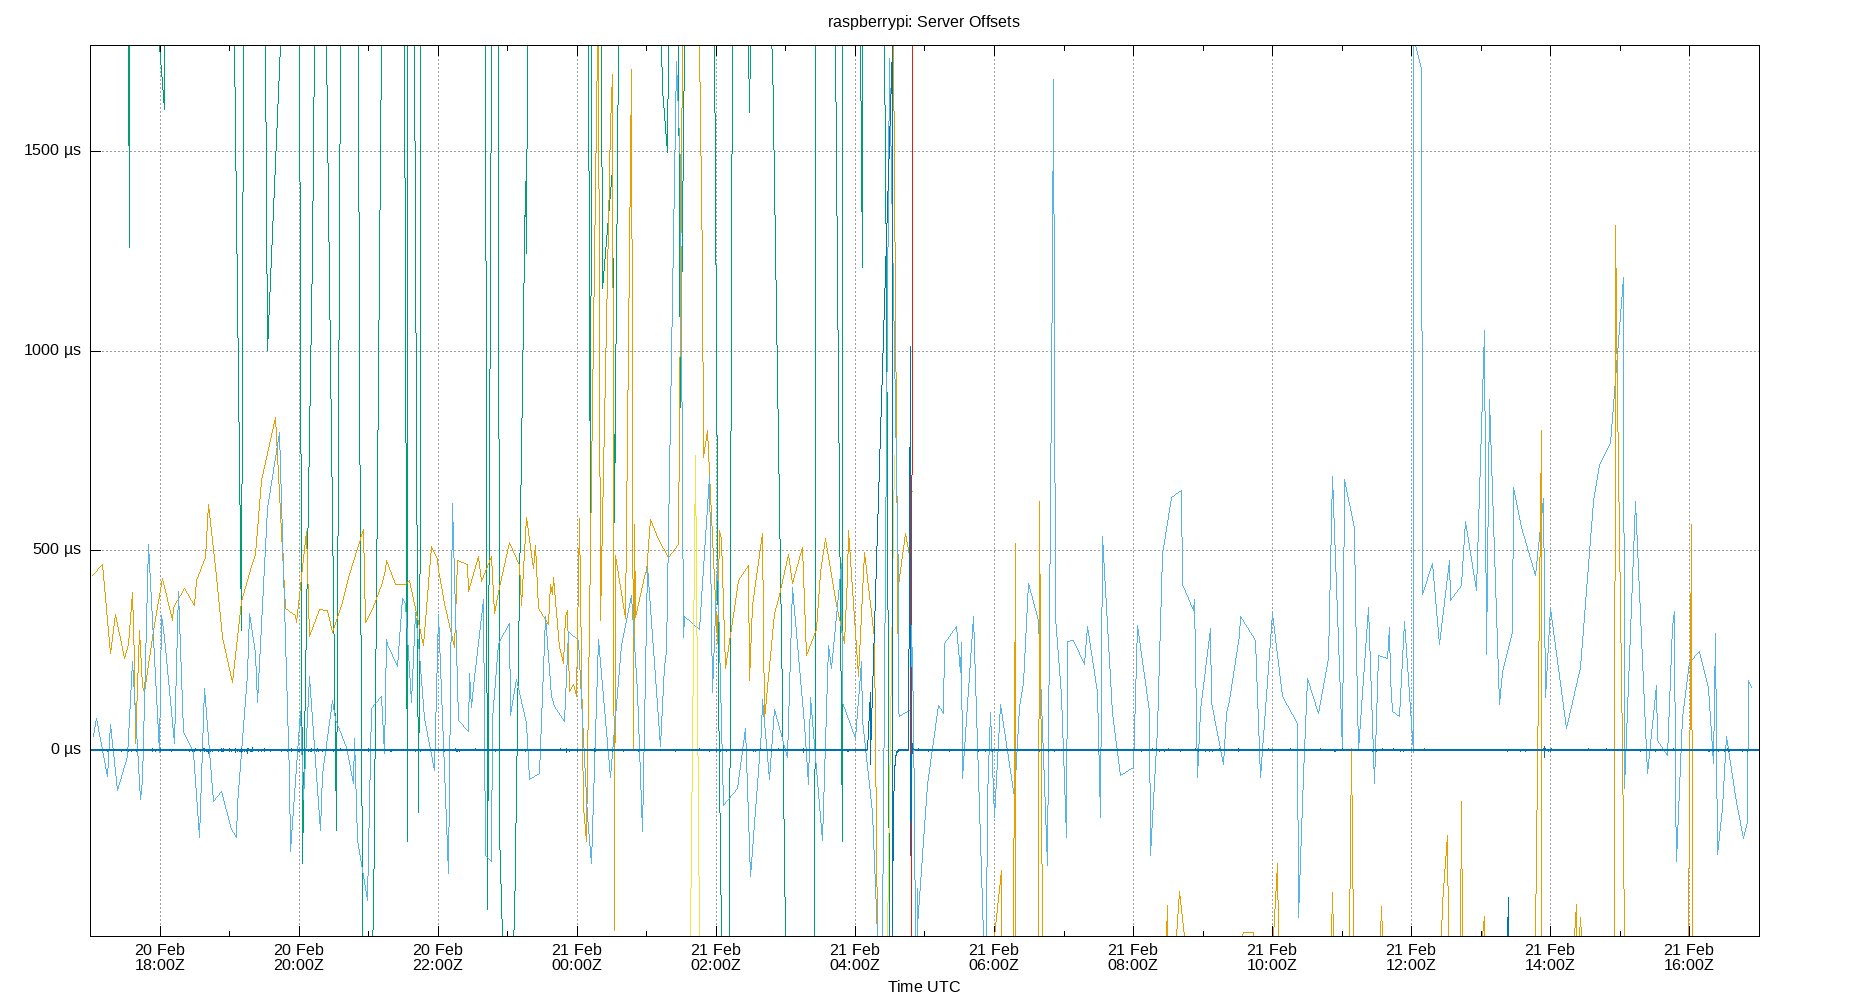 raspberrypi: Server Offsets
1500 µs
1000 µs
500 µs
0 µs
20 Feb 20 Feb 20 Feb 21 Feb 21 Feb 21 Feb 21 Feb 21 Feb 21 Feb 21 Feb 21 Feb 21 Feb
18:00Z 20:00Z 22:00Z 00:00Z 02:00Z 04:00Z 06:00Z 08:00Z 10:00Z 12:00Z 14:00Z 16:00Z
Time UTC